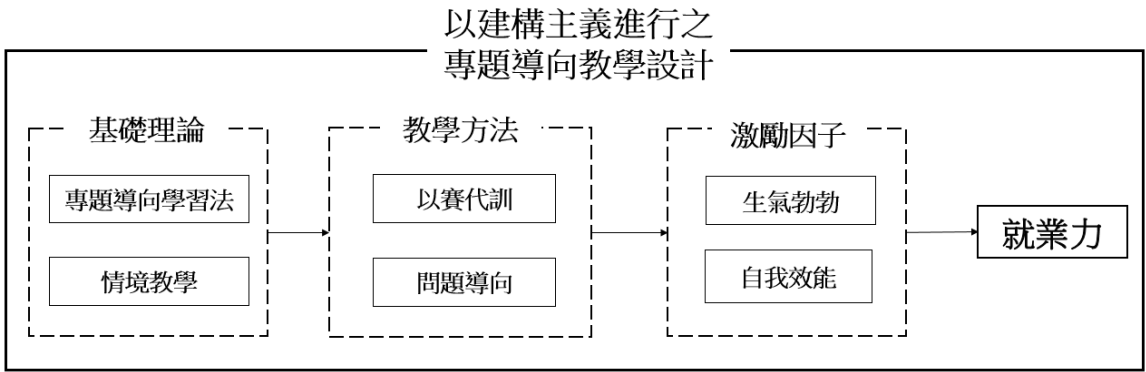 以建構主義進行之
專題導向教學設計
基礎理論
專題導向學習法
情境教學
教學方法
以賽代訓
問題導向
激勵因子
生氣勃勃
自我效能
就業力